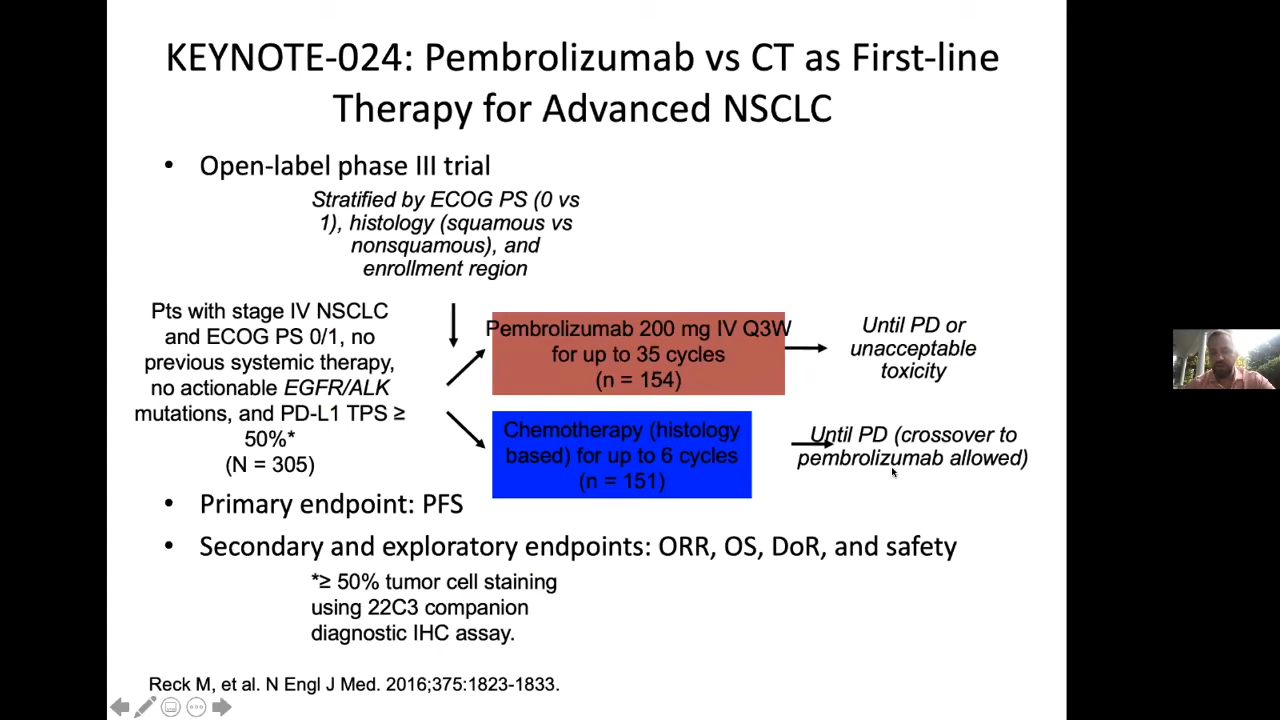 KEYNOTE-024: Pembrolizumab vs CT as First-line
Therapy for Advanced NSCLC
• Open-label phase III trial
Stratified by ECOG PS (0 vs
1), histology (squamous vs
nonsquamous), and
enrollment region
Pts with stage IV NSCLC
and ECOG PS 0/1, no
previous systemic therapy,
no actionable EGFR/ALK
mutations, and PD-L1 TPS ≥
50%*
(N = 305)
Pembrolizumab 200 mg IV Q3W
for up to 35 cycles
(n = 154)
Until PD or
unacceptable
toxicity
Chemotherapy (histology
based) for up to 6 cycles
(n = 151)
Until PD (crossover to
pembrolizumab allowed)
• Primary endpoint: PFS
• Secondary and exploratory endpoints: ORR, OS, DoR, and safety
*≥ 50% tumor cell staining
using 22C3 companion
diagnostic IHC assay.
Reck M, et al. N Engl J Med. 2016;375:1823-1833.